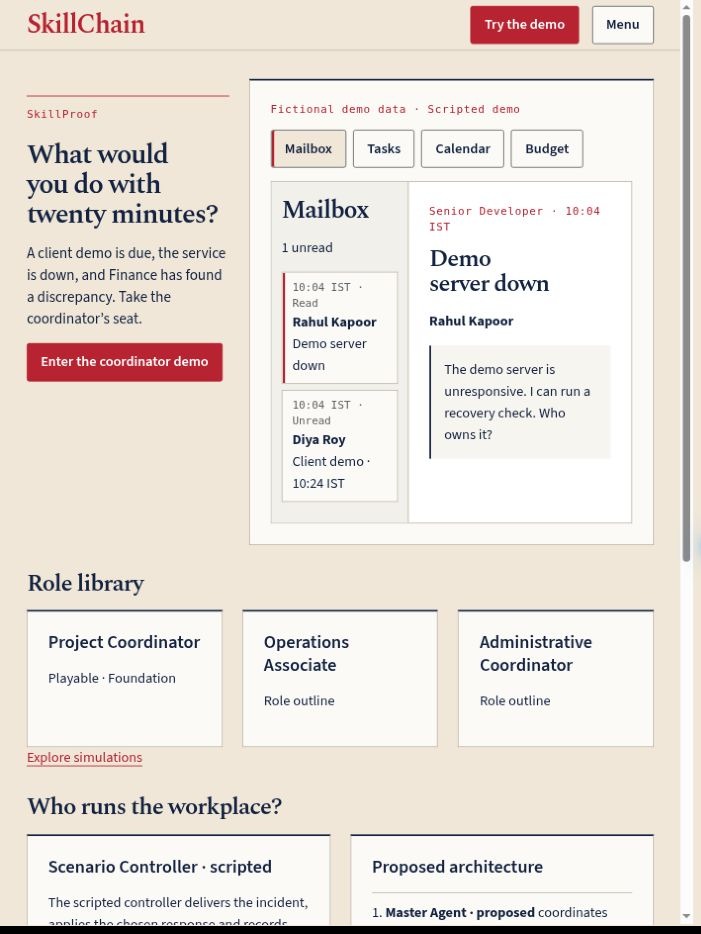 SkillChain
Try the demo
Menu
SkillProof
What would
you do with
twenty minutes?
A client demo is due, the service
is down, and Finance has found
a discrepancy. Take the
coordinator's seat.
Enter the coordinator demo
Fictional demo data · Scripted demo
Mailbox
Tasks
Calendar
Budget
Mailbox
1 unread
10:04 IST ·
Read
Rahul Kapoor
Demo server
down
10:04 IST ·
Unread
Diya Roy
Client demo ·
10:24 IST
Senior Developer · 10:04
IST
Demo
server down
Rahul Kapoor
The demo server is
unresponsive. I can run a
recovery check. Who
owns it?
Role library
Project Coordinator
Playable · Foundation
Operations
Associate
Role outline
Administrative
Coordinator
Role outline
Explore simulations
Who runs the workplace?
Scenario Controller · scripted
The scripted controller delivers the incident,
applies the chosen response and records
Proposed architecture
1. Master Agent · proposed coordinates